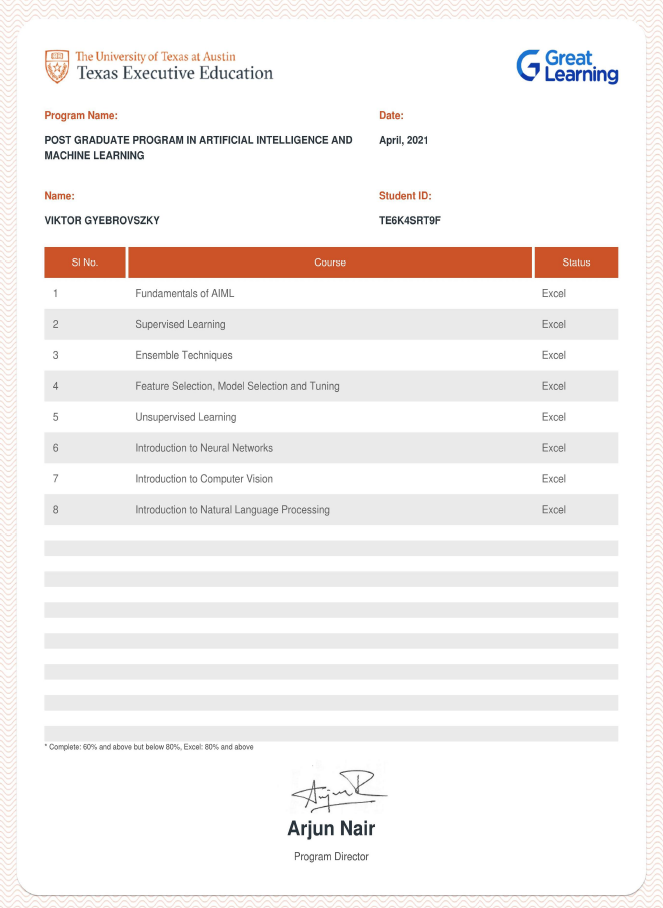 The University of Texas at Austin
Texas Executive Education
Great
Learning
Program Name:
Date:
POST GRADUATE PROGRAM IN ARTIFICIAL INTELLIGENCE AND
MACHINE LEARNING
April, 2021
Name:
Student ID:
VIKTOR GYEBROVSZKY
TE6K4SRT9F
Sl No. Course Status
1 Fundamentals of AIML Excel
2 Supervised Learning Excel
3 Ensemble Techniques Excel
4 Feature Selection, Model Selection and Tuning Excel
5 Unsupervised Learning Excel
6 Introduction to Neural Networks Excel
7 Introduction to Computer Vision Excel
8 Introduction to Natural Language Processing Excel
* Complete: 60% and above but below 80%, Excel: 80% and above
Arjun R
Arjun Nair
Program Director